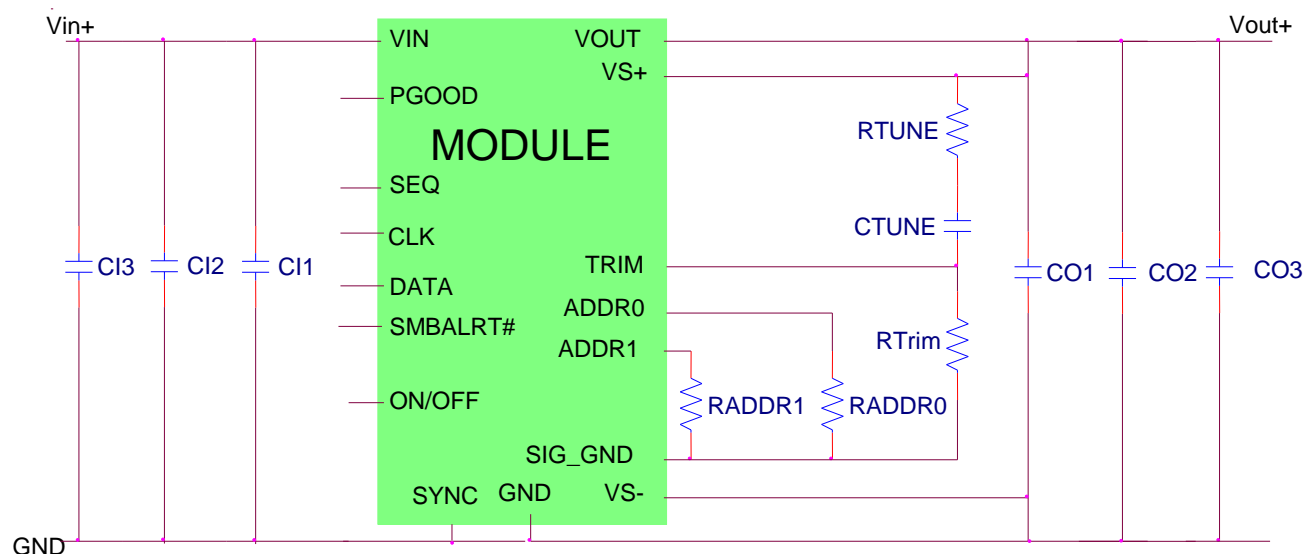 Vin+
VIN
VOUT
Vout+
VS+
PGOOD
RTUNE
MODULE
SEQ
CTUNE
CLK
TRIM
CI3
CI2
CI1
CO1
CO2
CO3
DATA
ADDR0
SMBALRT#
RTrim
ADDR1
ON/OFF
RADDR1
RADDR0
SIG_GND
SYNC
GND
VS-
GND